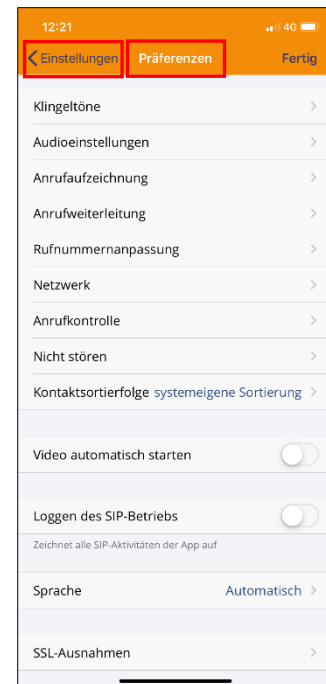 12:21 4G
Einstellungen Präferenzen Fertig
Klingeltöne
Audioeinstellungen
Anrufaufzeichnung
Anrufweiterleitung
Rufnummernanpassung
Netzwerk
Anrufkontrolle
Nicht stören
Kontaktsortierfolge systemeigene Sortierung
Video automatisch starten
Loggen des SIP-Betriebs
Zeichnet alle SIP-Aktivitäten der App auf
Sprache Automatisch
SSL-Ausnahmen